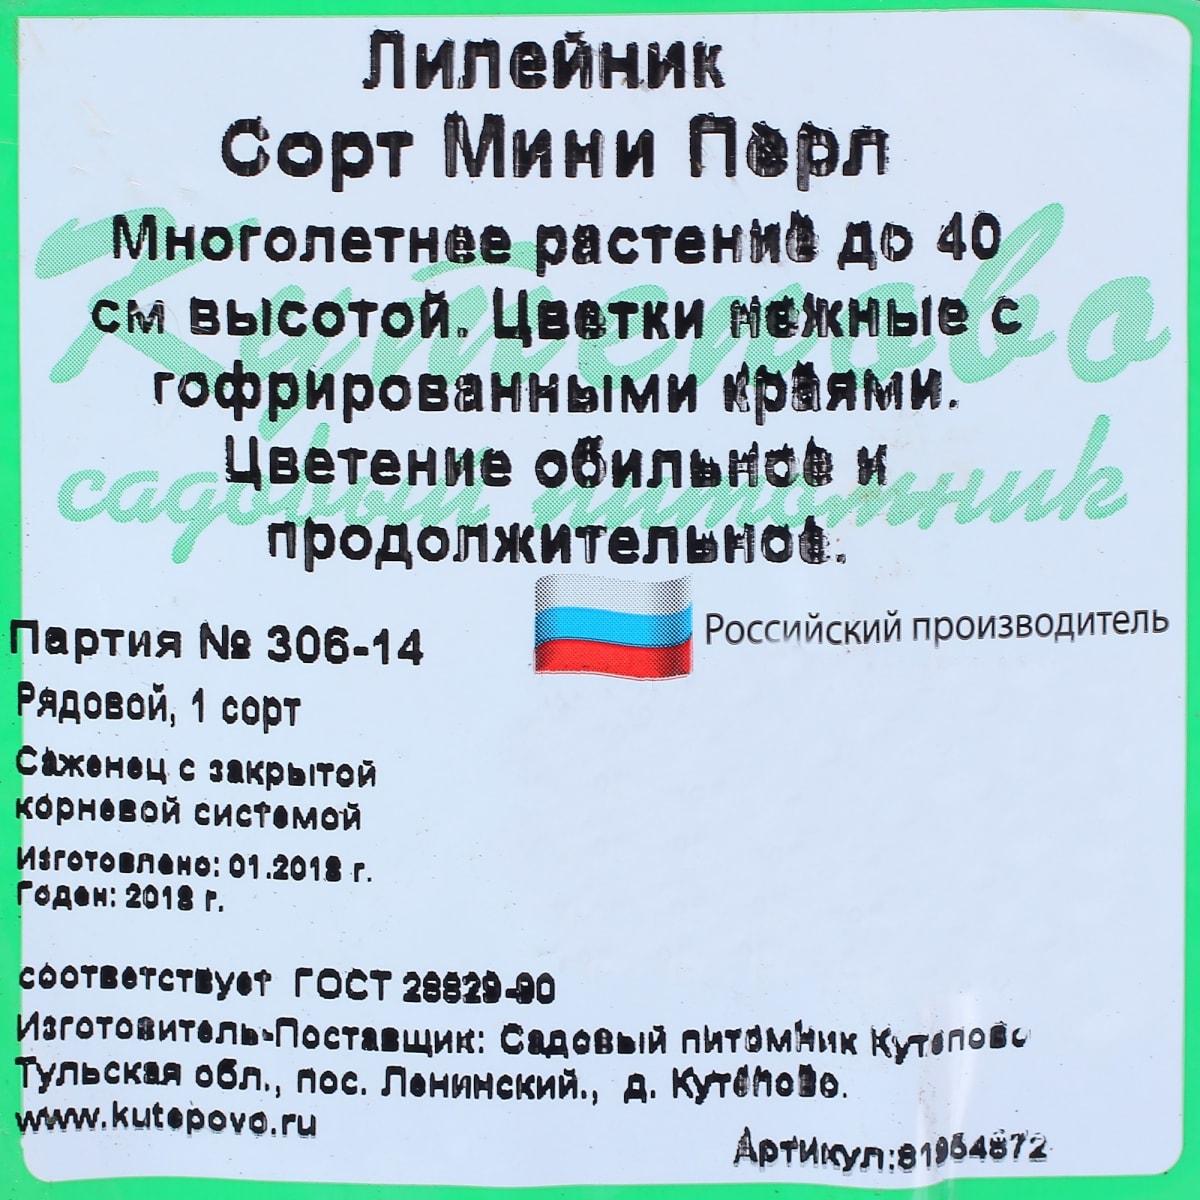 Лилейник
Сорт Мини Перл
Многолетнее растение до 40
см высотой. Цветки нежные с
гофрированными краями.
Цветение обильное и
продолжительное.
Кутепово
садовый питомник
Российский производитель
Партия № 306-14
Рядовой, 1 сорт
Саженец с закрытой
корневой системой
Изготовлено: 01.2018 г.
Годен: 2018 г.
соответствует ГОСТ 28829-90
Изготовитель-Поставщик: Садовый питомник Кутепово
Тульская обл., пос. Ленинский., д. Кутепово.
www.kutepovo.ru
Артикул:81954872